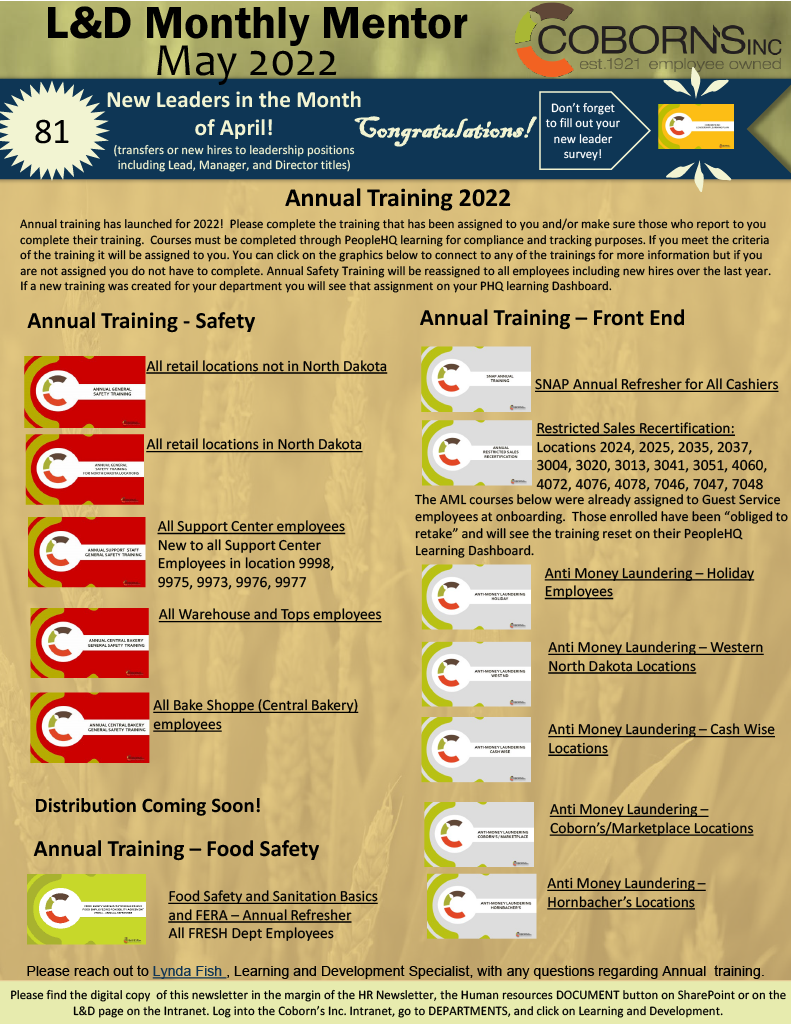 L&D Monthly Mentor
May 2022
COBORN'S INC
est.1921 employee owned
81
New Leaders in the Month
of April!
(transfers or new hires to leadership positions
including Lead, Manager, and Director titles)
Congratulations!
Don't forget
to fill out your
new leader
survey!
Annual Training 2022
Annual training has launched for 2022!  Please complete the training that has been assigned to you and/or make sure those who report to you
complete their training.  Courses must be completed through PeopleHQ learning for compliance and tracking purposes. If you meet the criteria
of the training it will be assigned to you. You can click on the graphics below to connect to any of the trainings for more information but if you
are not assigned you do not have to complete. Annual Safety Training will be reassigned to all employees including new hires over the last year.
If a new training was created for your department you will see that assignment on your PHQ learning Dashboard.
Annual Training - Safety
ANNUAL GENERAL
SAFETY TRAINING
All retail locations not in North Dakota
ANNUAL GENERAL
SAFETY TRAINING
FOR NORTH DAKOTA LOCATIONS
All retail locations in North Dakota
ANNUAL SUPPORT STAFF
GENERAL SAFETY TRAINING
All Support Center employees
New to all Support Center
Employees in location 9998,
9975, 9973, 9976, 9977
ANNUAL CENTRAL BAKERY
GENERAL SAFETY TRAINING
All Warehouse and Tops employees
ANNUAL CENTRAL BAKERY
GENERAL SAFETY TRAINING
All Bake Shoppe (Central Bakery)
employees
Distribution Coming Soon!
Annual Training – Food Safety
Food Safety and Sanitation Basics
and FERA – Annual Refresher
All FRESH Dept Employees
Annual Training – Front End
SNAP ANNUAL
TRAINING
SNAP Annual Refresher for All Cashiers
ANNUAL
RESTRICTED SALES
RECERTIFICATION
Restricted Sales Recertification:
Locations 2024, 2025, 2035, 2037,
3004, 3020, 3013, 3041, 3051, 4060,
4072, 4076, 4078, 7046, 7047, 7048
The AML courses below were already assigned to Guest Service
employees at onboarding.  Those enrolled have been "obliged to
retake" and will see the training reset on their PeopleHQ
Learning Dashboard.
ANTI-MONEY LAUNDERING
HOLIDAY
Anti Money Laundering – Holiday
Employees
ANTI-MONEY LAUNDERING
WEST ND
Anti Money Laundering – Western
North Dakota Locations
ANTI-MONEY LAUNDERING
CASH WISE
Anti Money Laundering – Cash Wise
Locations
ANTI-MONEY LAUNDERING
COBORN'S/MARKETPLACE
Anti Money Laundering –
Coborn's/Marketplace Locations
ANTI-MONEY LAUNDERING
HORNBACHER'S
Anti Money Laundering –
Hornbacher's Locations
Please reach out to Lynda Fish , Learning and Development Specialist, with any questions regarding Annual  training.
Please find the digital copy  of this newsletter in the margin of the HR Newsletter, the Human resources DOCUMENT button on SharePoint or on the
L&D page on the Intranet. Log into the Coborn's Inc. Intranet, go to DEPARTMENTS, and click on Learning and Development.